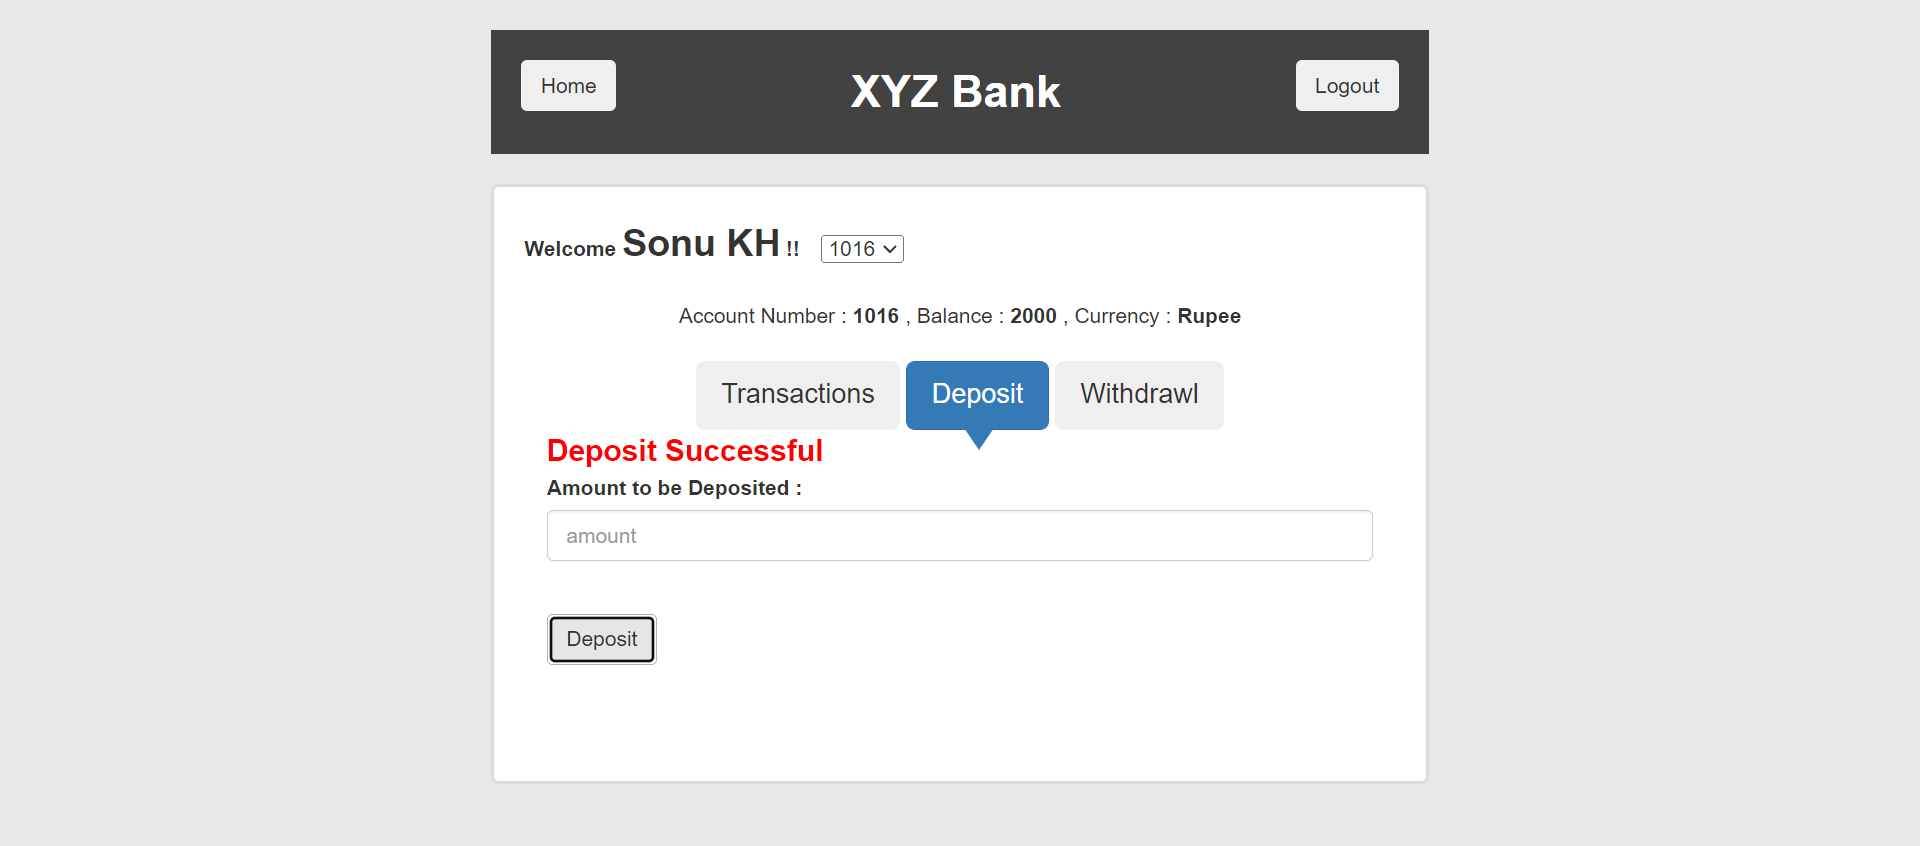 Home XYZ Bank Logout
Welcome Sonu KH !! 1016
Account Number : 1016 , Balance : 2000 , Currency : Rupee
Transactions Deposit Withdrawl
Deposit Successful
Amount to be Deposited :
amount
Deposit